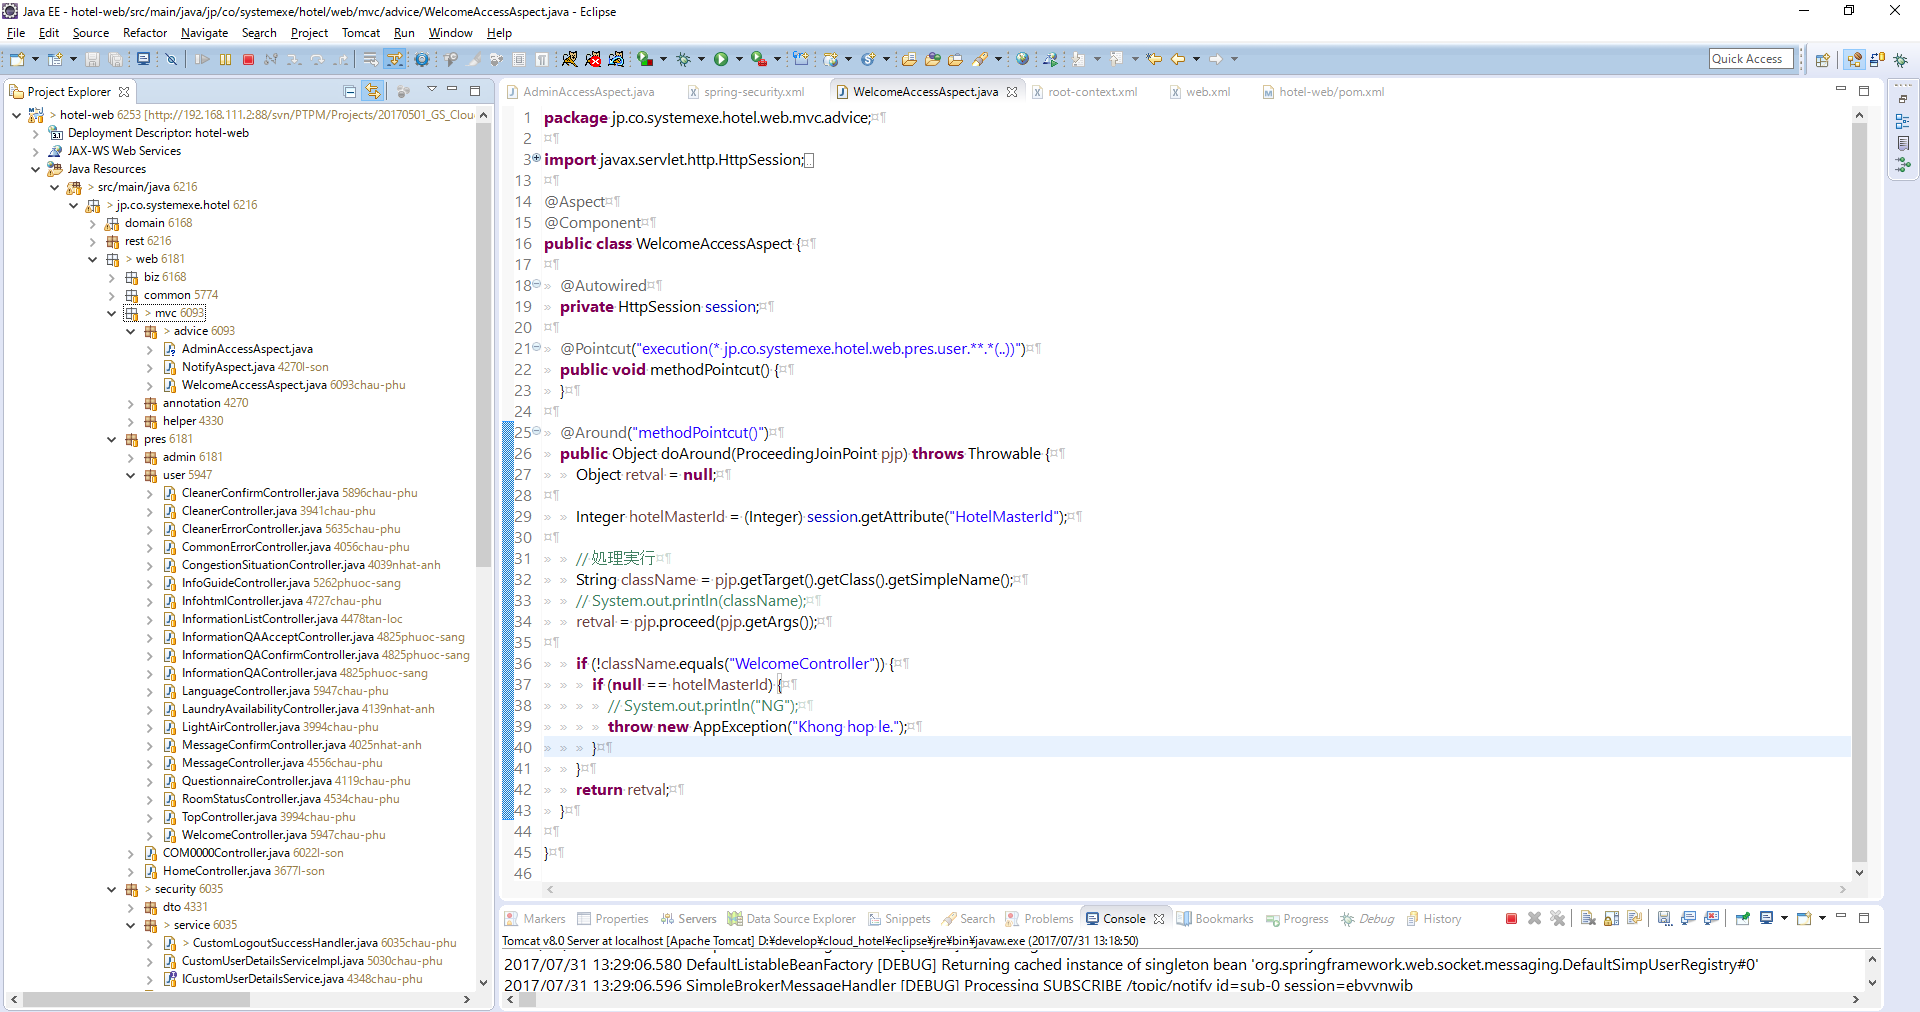 Java EE - hotel-web/src/main/java/jp/co/systemexe/hotel/web/mvc/advice/WelcomeAccessAspect.java - Eclipse
File Edit Source Refactor Navigate Search Project Tomcat Run Window Help
Quick Access
Project Explorer
> hotel-web 6253 [http://192.168.111.2:88/svn/PTPM/Projects/20170501_GS_Clou
Deployment Descriptor: hotel-web
JAX-WS Web Services
Java Resources
> src/main/java 6216
> jp.co.systemexe.hotel 6216
domain 6168
rest 6216
> web 6181
biz 6168
common 5774
> mvc 6093
> advice 6093
AdminAccessAspect.java
NotifyAspect.java 4270l-son
WelcomeAccessAspect.java 6093chau-phu
annotation 4270
helper 4330
pres 6181
admin 6181
user 5947
CleanerConfirmController.java 5896chau-phu
CleanerController.java 3941chau-phu
CleanerErrorController.java 5635chau-phu
CommonErrorController.java 4056chau-phu
CongestionSituationController.java 4039nhat-anh
InfoGuideController.java 5262phuoc-sang
InfohtmlController.java 4727chau-phu
InformationListController.java 4478tan-loc
InformationQAAcceptController.java 4825phuoc-sang
InformationQAConfirmController.java 4825phuoc-sang
InformationQAController.java 4825phuoc-sang
LanguageController.java 5947chau-phu
LaundryAvailabilityController.java 4139nhat-anh
LightAirController.java 3994chau-phu
MessageConfirmController.java 4025nhat-anh
MessageController.java 4556chau-phu
QuestionnaireController.java 4119chau-phu
RoomStatusController.java 4534chau-phu
TopController.java 3994chau-phu
WelcomeController.java 5947chau-phu
COM0000Controller.java 6022l-son
HomeController.java 3677l-son
> security 6035
dto 4331
> service 6035
> CustomLogoutSuccessHandler.java 6035chau-phu
CustomUserDetailsServiceImpl.java 5030chau-phu
ICustomUserDetailsService.java 4348chau-phu
AdminAccessAspect.java spring-security.xml WelcomeAccessAspect.java root-context.xml web.xml hotel-web/pom.xml
1 package jp.co.systemexe.hotel.web.mvc.advice;¤¶
2 ¤¶
3 import javax.servlet.http.HttpSession;
13 ¤¶
14 @Aspect¤¶
15 @Component¤¶
16 public class WelcomeAccessAspect {¤¶
17 ¤¶
18 » @Autowired¤¶
19 » private HttpSession session;¤¶
20 ¤¶
21 » @Pointcut("execution(* jp.co.systemexe.hotel.web.pres.user.**.*(..))")¤¶
22 » public void methodPointcut() {¤¶
23 » }¤¶
24 ¤¶
25 » @Around("methodPointcut()")¤¶
26 » public Object doAround(ProceedingJoinPoint pjp) throws Throwable {¤¶
27 » » Object retval = null;¤¶
28 ¤¶
29 » » Integer hotelMasterId = (Integer) session.getAttribute("HotelMasterId");¤¶
30 ¤¶
31 » » // 処理実行¤¶
32 » » String className = pjp.getTarget().getClass().getSimpleName();¤¶
33 » » // System.out.println(className);¤¶
34 » » retval = pjp.proceed(pjp.getArgs());¤¶
35 ¤¶
36 » » if (!className.equals("WelcomeController")) {¤¶
37 » » » if (null == hotelMasterId) {¤¶
38 » » » » // System.out.println("NG");¤¶
39 » » » » throw new AppException("Khong hop le.");¤¶
40 » » » }¤¶
41 » » }¤¶
42 » » return retval;¤¶
43 » }¤¶
44 ¤¶
45 }¤¶
46
Markers Properties Servers Data Source Explorer Snippets Search Problems Console Bookmarks Progress Debug History
Tomcat v8.0 Server at localhost [Apache Tomcat] D:¥develop¥cloud_hotel¥eclipse¥jre¥bin¥javaw.exe (2017/07/31 13:18:50)
2017/07/31 13:29:06.580 DefaultListableBeanFactory [DEBUG] Returning cached instance of singleton bean 'org.springframework.web.socket.messaging.DefaultSimpUserRegistry#0'
2017/07/31 13:29:06.596 SimpleBrokerMessageHandler [DEBUG] Processing SUBSCRIBE /topic/notify id=sub-0 session=ebvvnwib